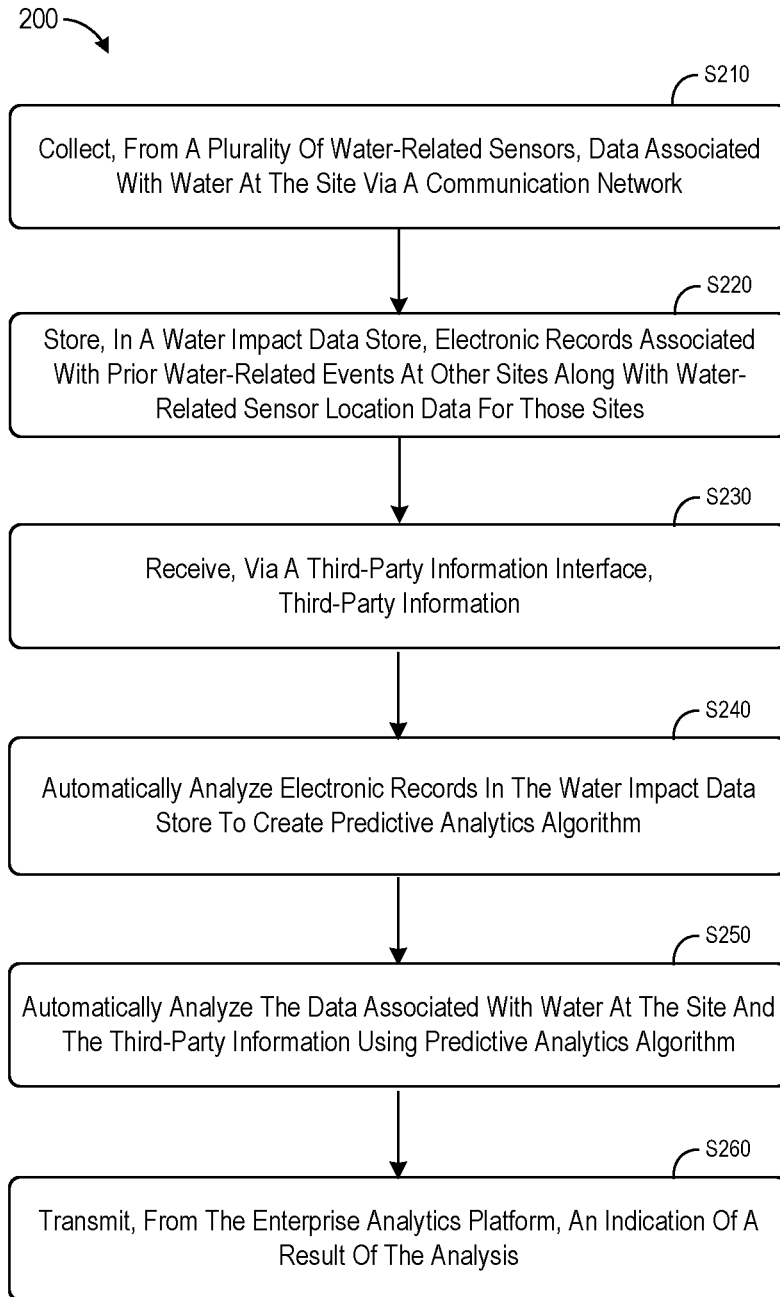 200
S210
Collect, From A Plurality Of Water-Related Sensors, Data Associated
With Water At The Site Via A Communication Network
S220
Store, In A Water Impact Data Store, Electronic Records Associated
With Prior Water-Related Events At Other Sites Along With Water-
Related Sensor Location Data For Those Sites
S230
Receive, Via A Third-Party Information Interface,
Third-Party Information
S240
Automatically Analyze Electronic Records In The Water Impact Data
Store To Create Predictive Analytics Algorithm
S250
Automatically Analyze The Data Associated With Water At The Site And
The Third-Party Information Using Predictive Analytics Algorithm
S260
Transmit, From The Enterprise Analytics Platform, An Indication Of A
Result Of The Analysis